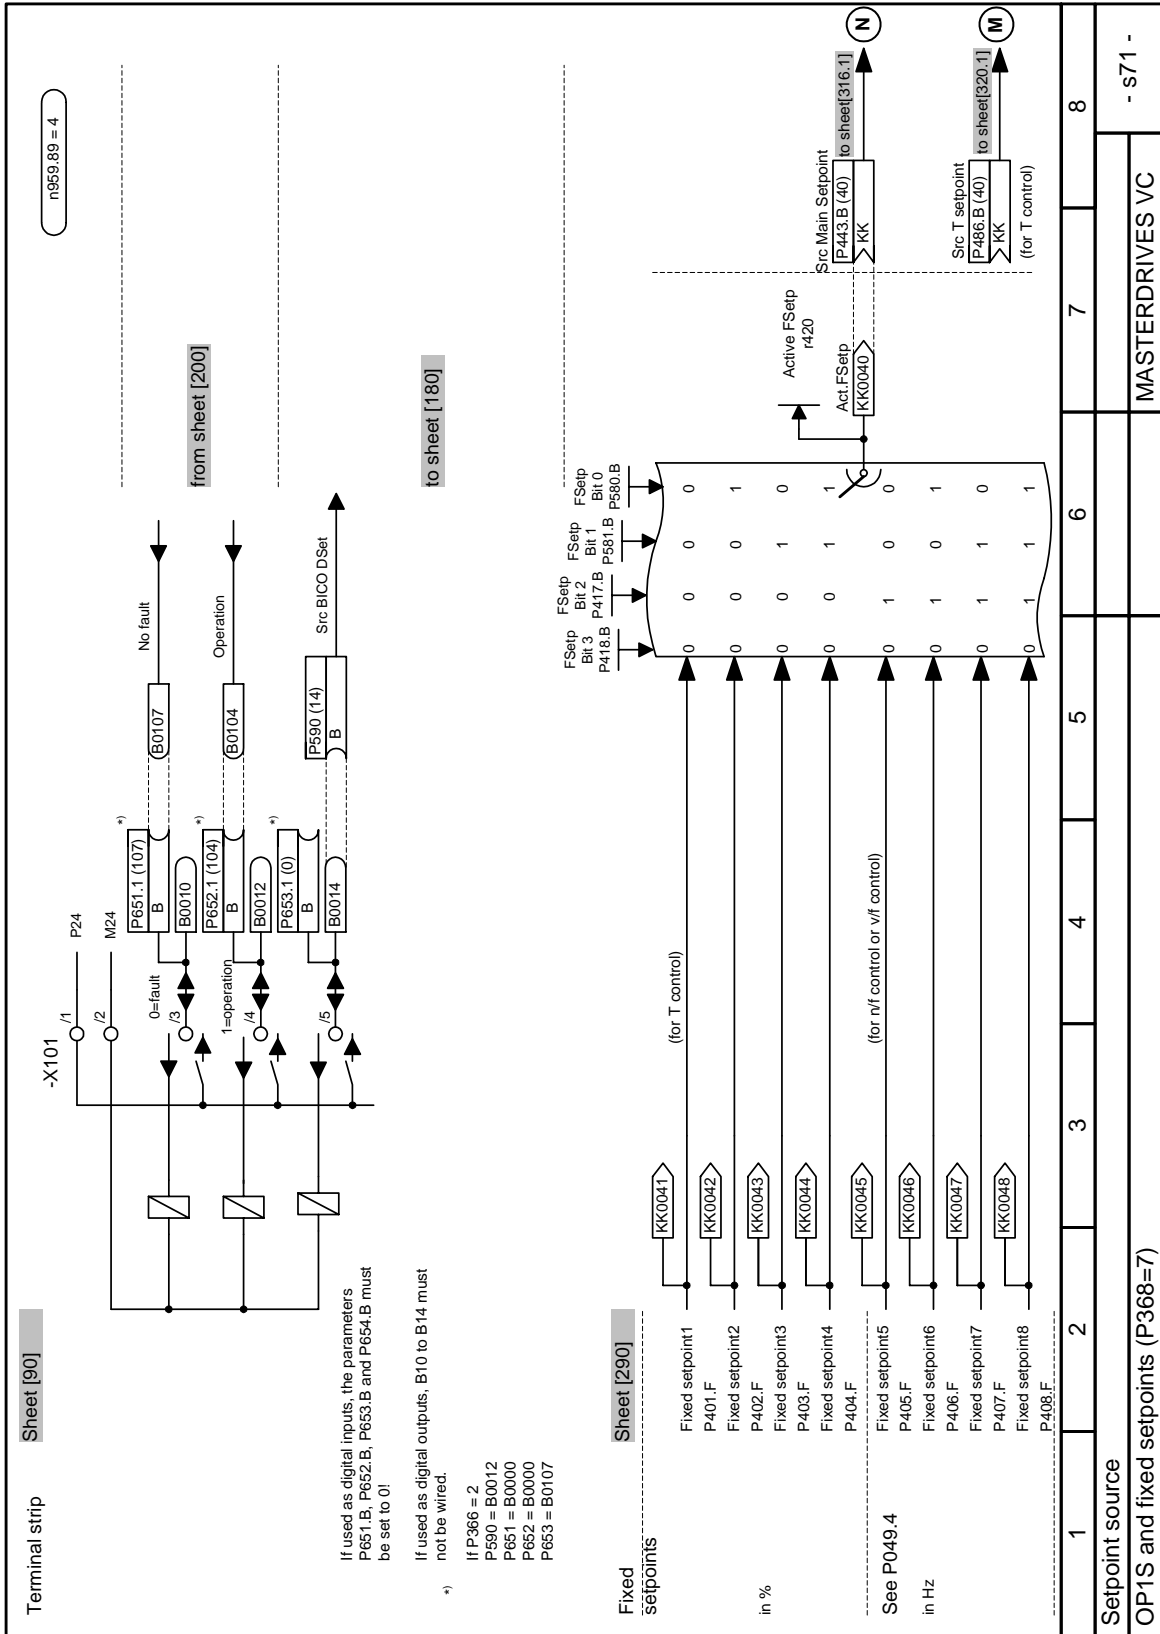 n959.89 = 4
Terminal strip
Sheet [90]
-X101
/1
P24
/2
M24
0=fault
/3
P651.1 (107)
*)
B
B0010
B0107
No fault
from sheet [200]
1=operation
/4
P652.1 (104)
*)
B
B0012
B0104
Operation
/5
P653.1 (0)
*)
B
B0014
P590 (14)
B
Src BICO DSet
to sheet [180]
If used as digital inputs, the parameters
P651.B, P652.B, P653.B and P654.B must
be set to 0!
If used as digital outputs, B10 to B14 must
not be wired.
*)
If P366 = 2
P590 = B0012
P651 = B0000
P652 = B0000
P653 = B0107
Fixed
setpoints
Sheet [290]
in %
See P049.4
in Hz
Fixed setpoint1
P401.F
Fixed setpoint2
P402.F
Fixed setpoint3
P403.F
Fixed setpoint4
P404.F
Fixed setpoint5
P405.F
Fixed setpoint6
P406.F
Fixed setpoint7
P407.F
Fixed setpoint8
P408.F
KK0041
KK0042
KK0043
KK0044
KK0045
KK0046
KK0047
KK0048
(for T control)
(for n/f control or v/f control)
FSetp
Bit 3
P418.B
FSetp
Bit 2
P417.B
FSetp
Bit 1
P581.B
FSetp
Bit 0
P580.B
0 0 0 0
0 0 0 1
0 0 1 0
0 0 1 1
0 1 0 0
0 1 0 1
0 1 1 0
0 1 1 1
Active FSetp
r420
Act.FSetp
KK0040
Src Main Setpoint
P443.B (40)
KK
to sheet[316.1]
N
Src T setpoint
P486.B (40)
KK
(for T control)
to sheet[320.1]
M
1 2 3 4 5 6 7 8
Setpoint source
OP1S and fixed setpoints (P368=7)
MASTERDRIVES VC
- s71 -